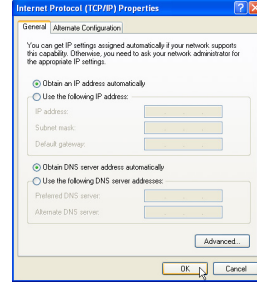 Internet Protocol (TCP/IP) Properties
General
Alternate Configuration
You can get IP settings assigned automatically if your network supports
this capability. Otherwise, you need to ask your network administrator for
the appropriate IP settings.
Obtain an IP address automatically
Use the following IP address:
IP address:
Subnet mask:
Default gateway:
Obtain DNS server address automatically
Use the following DNS server addresses:
Preferred DNS server:
Alternate DNS server:
Advanced...
OK
Cancel